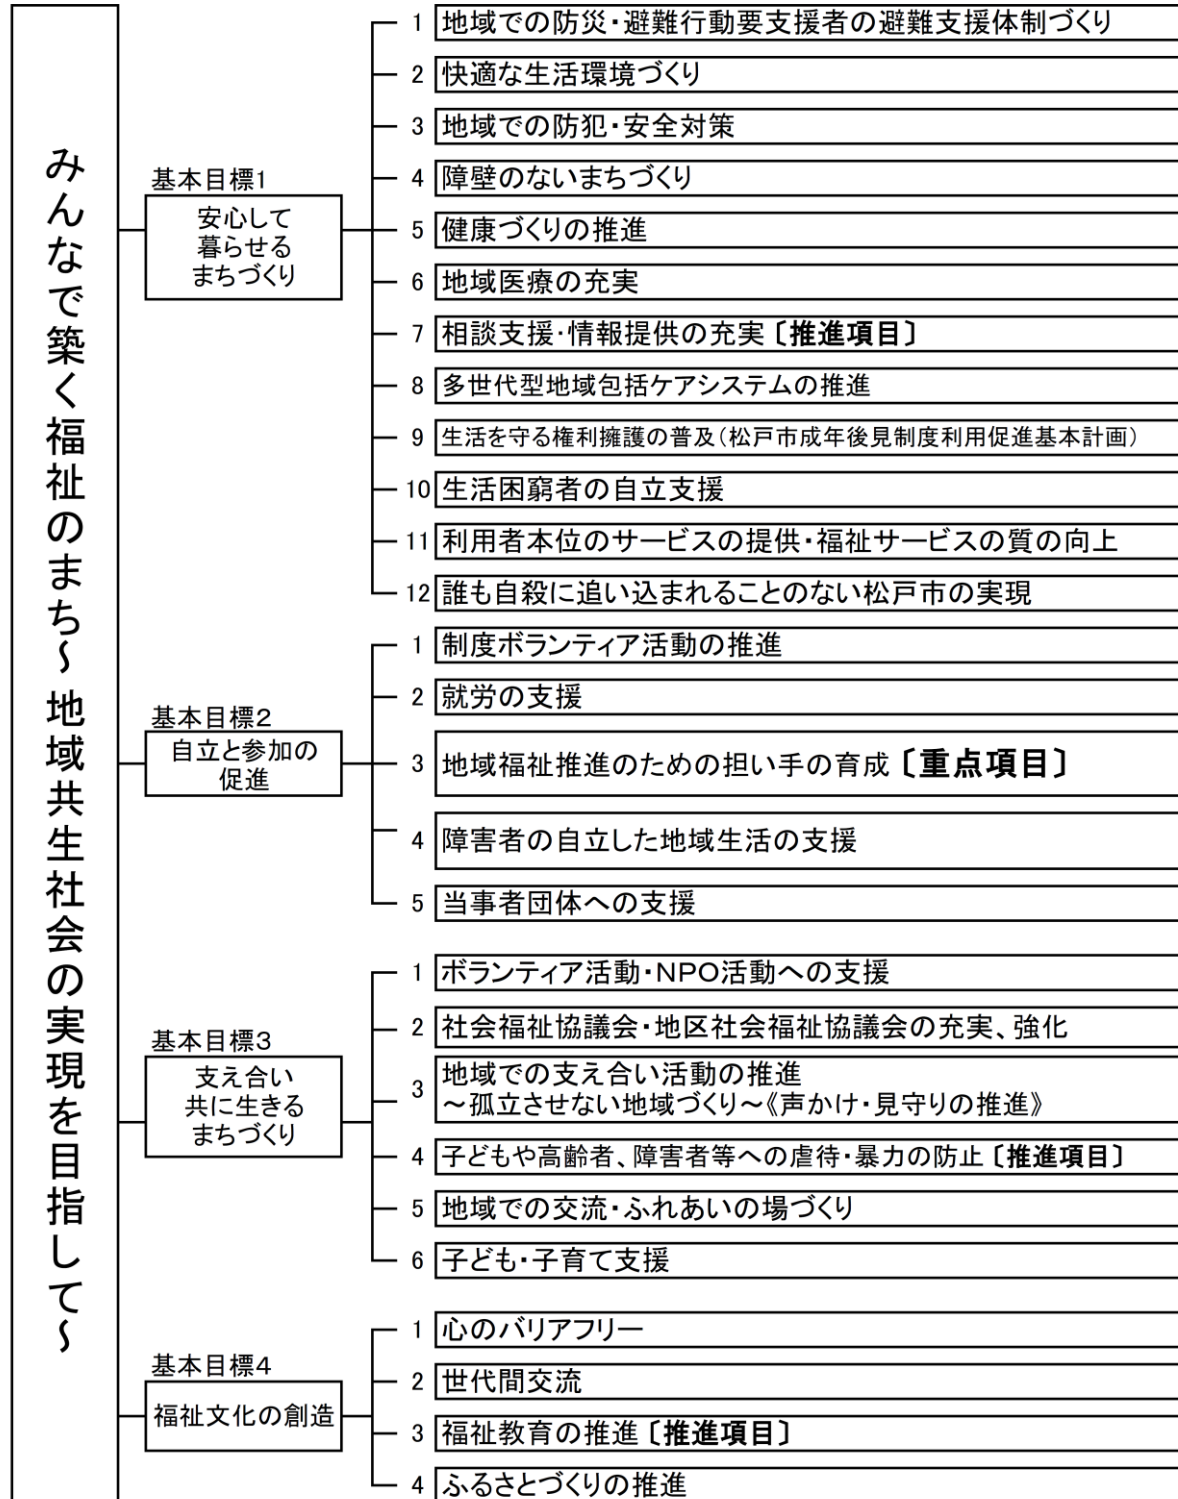 みんなで築く福祉のまち～地域共生社会の実現を目指して～
基本目標1
安心して
暮らせる
まちづくり
1 地域での防災・避難行動要支援者の避難支援体制づくり
2 快適な生活環境づくり
3 地域での防犯・安全対策
4 障壁のないまちづくり
5 健康づくりの推進
6 地域医療の充実
7 相談支援・情報提供の充実〔推進項目〕
8 多世代型地域包括ケアシステムの推進
9 生活を守る権利擁護の普及（松戸市成年後見制度利用促進基本計画）
10 生活困窮者の自立支援
11 利用者本位のサービスの提供・福祉サービスの質の向上
12 誰も自殺に追い込まれることのない松戸市の実現
基本目標2
自立と参加の
促進
1 制度ボランティア活動の推進
2 就労の支援
3 地域福祉推進のための担い手の育成〔重点項目〕
4 障害者の自立した地域生活の支援
5 当事者団体への支援
基本目標3
支え合い
共に生きる
まちづくり
1 ボランティア活動・NPO活動への支援
2 社会福祉協議会・地区社会福祉協議会の充実、強化
3 地域での支え合い活動の推進
～孤立させない地域づくり～《声かけ・見守りの推進》
4 子どもや高齢者、障害者等への虐待・暴力の防止〔推進項目〕
5 地域での交流・ふれあいの場づくり
6 子ども・子育て支援
基本目標4
福祉文化の創造
1 心のバリアフリー
2 世代間交流
3 福祉教育の推進〔推進項目〕
4 ふるさとづくりの推進